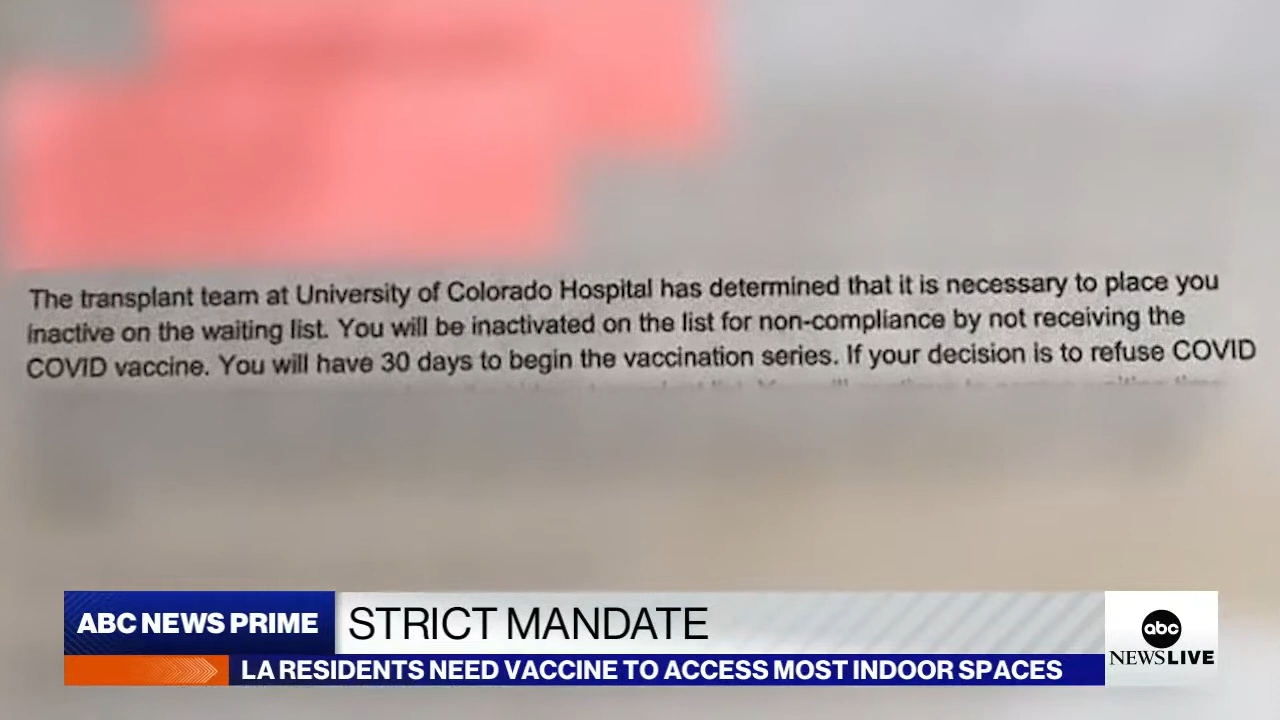 The transplant team at University of Colorado Hospital has determined that it is necessary to place you
inactive on the waiting list. You will be inactivated on the list for non-compliance by not receiving the
COVID vaccine. You will have 30 days to begin the vaccination series. If your decision is to refuse COVID
ABC NEWS PRIME
STRICT MANDATE
LA RESIDENTS NEED VACCINE TO ACCESS MOST INDOOR SPACES
abc
NEWSLIVE